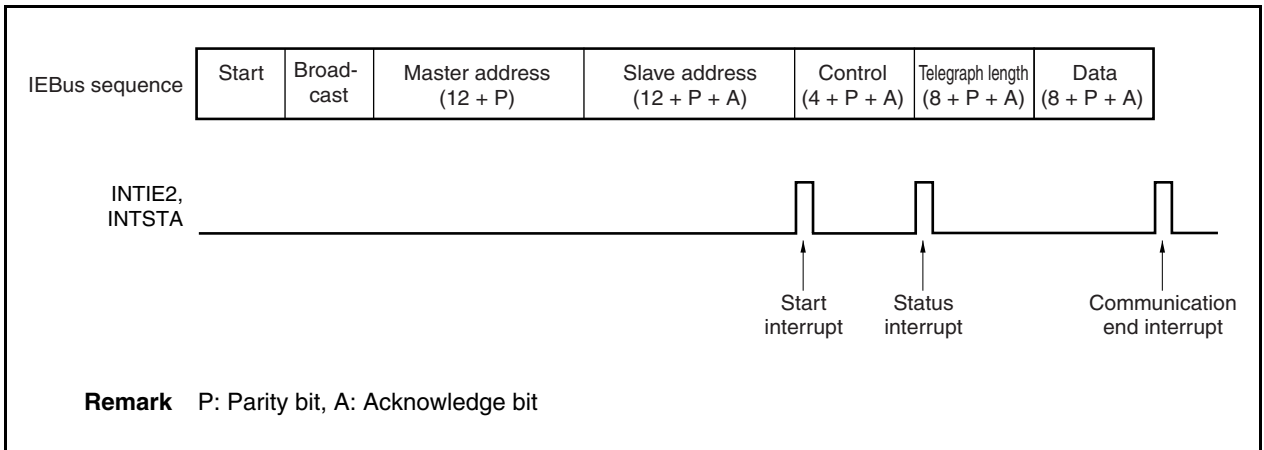 IEBus sequence
Start
Broad-
cast
Master address
(12 + P)
Slave address
(12 + P + A)
Control
(4 + P + A)
Telegraph length
(8 + P + A)
Data
(8 + P + A)
INTIE2,
INTSTA
Start
interrupt
Status
interrupt
Communication
end interrupt
Remark P: Parity bit, A: Acknowledge bit